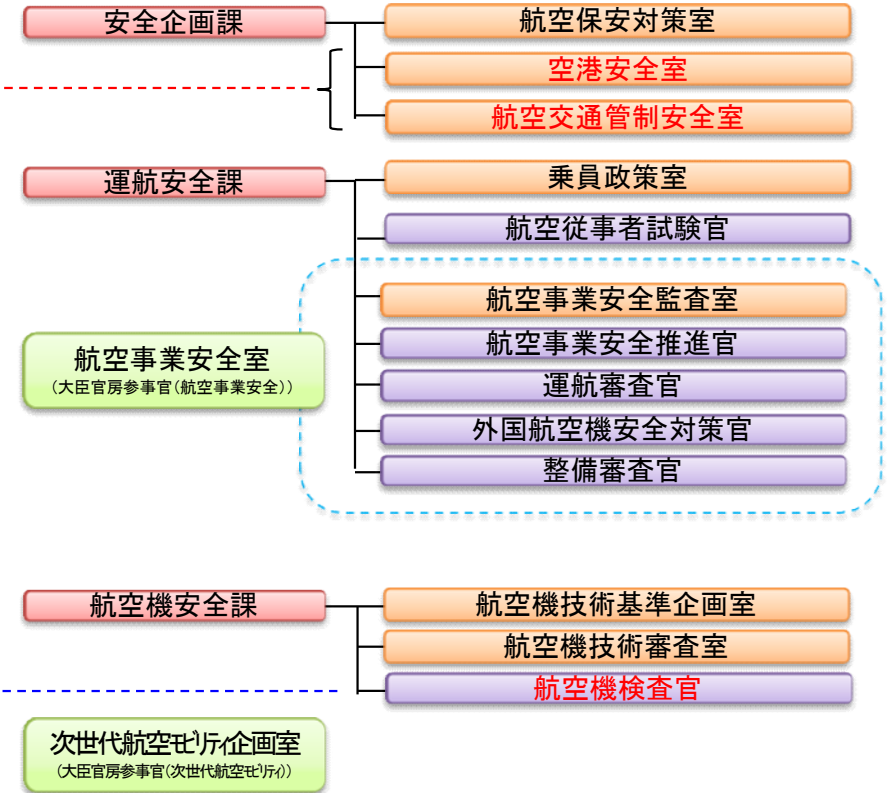 安全企画課
航空保安対策室
空港安全室
航空交通管制安全室
運航安全課
乗員政策室
航空従事者試験官
航空事業安全監査室
航空事業安全推進官
航空事業安全室
(大臣官房参事官(航空事業安全))
運航審査官
外国航空機安全対策官
整備審査官
航空機安全課
航空機技術基準企画室
航空機技術審査室
航空機検査官
次世代航空モビリティ企画室
(大臣官房参事官(次世代航空モビリティ))